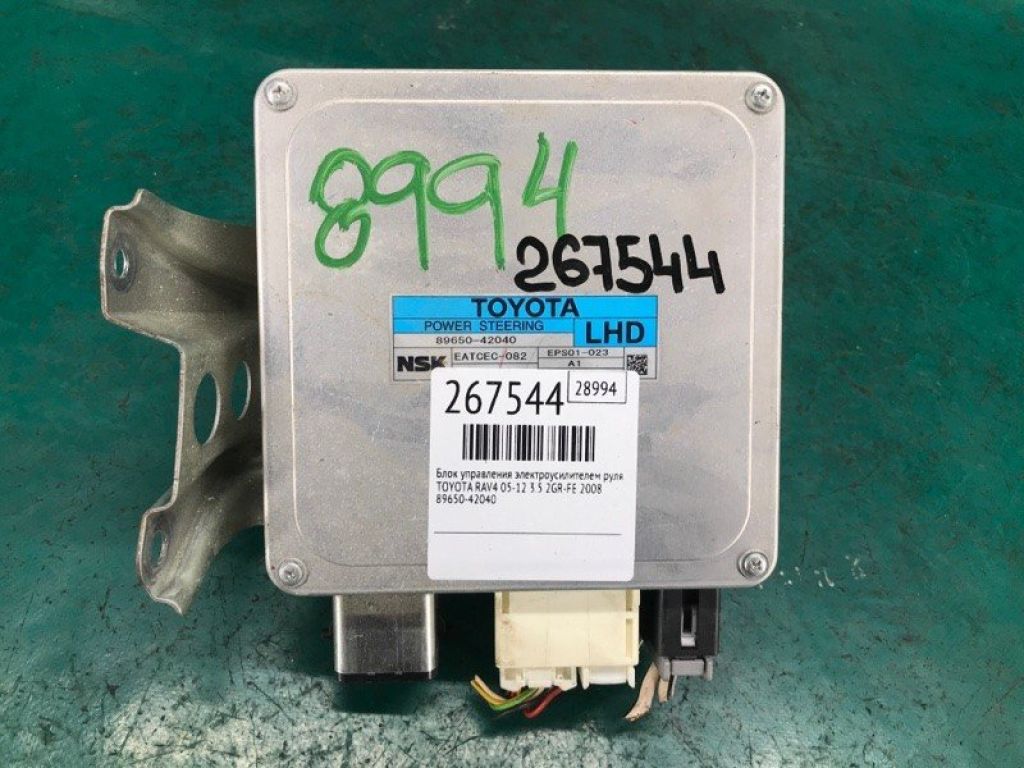 8994
267544
TOYOTA
POWER STEERING
LHD
89650-42040
NSK EATCEC-082 EPS01-023
A1
267544 28994
Блок управления электроусилителем руля
TOYOTA RAV4 05-12 3.5 2GR-FE 2008
89650-42040